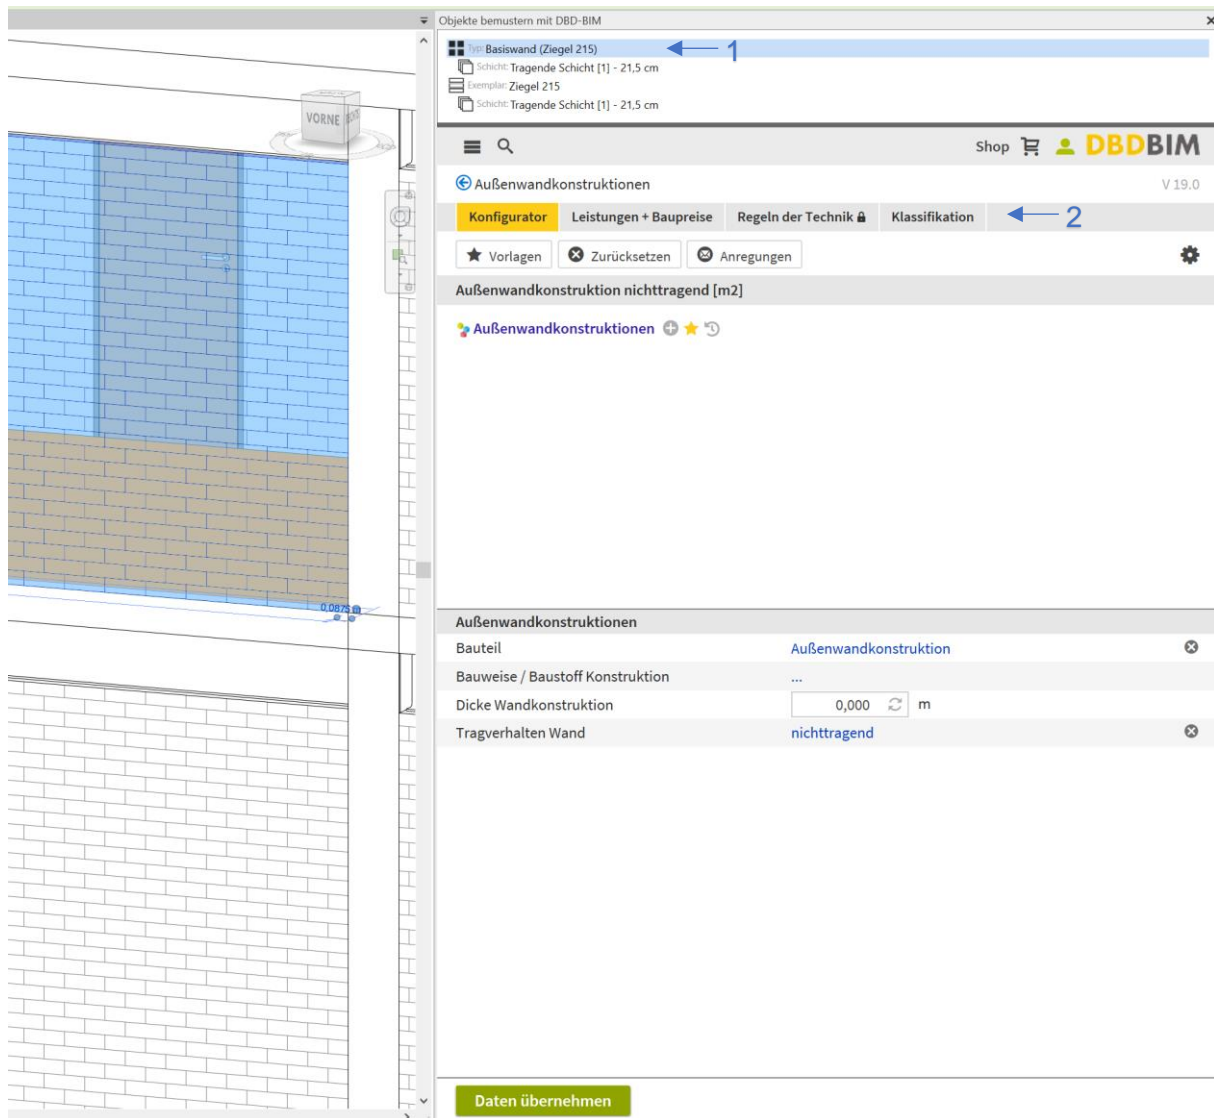 Objekte bemustern mit DBD-BIM
Typ: Basiswand (Ziegel 215)
1
Schicht: Tragende Schicht [1] - 21,5 cm
Exemplar: Ziegel 215
Schicht: Tragende Schicht [1] - 21,5 cm
VORNE
Shop DBDBIM
Außenwandkonstruktionen V 19.0
Konfigurator Leistungen + Baupreise Regeln der Technik Klassifikation 2
Vorlagen Zurücksetzen Anregungen
Außenwandkonstruktion nichttragend [m2]
Außenwandkonstruktionen
0,0875 m
Außenwandkonstruktionen
Bauteil Außenwandkonstruktion
Bauweise / Baustoff Konstruktion ...
Dicke Wandkonstruktion 0,000 m
Tragverhalten Wand nichttragend
Daten übernehmen